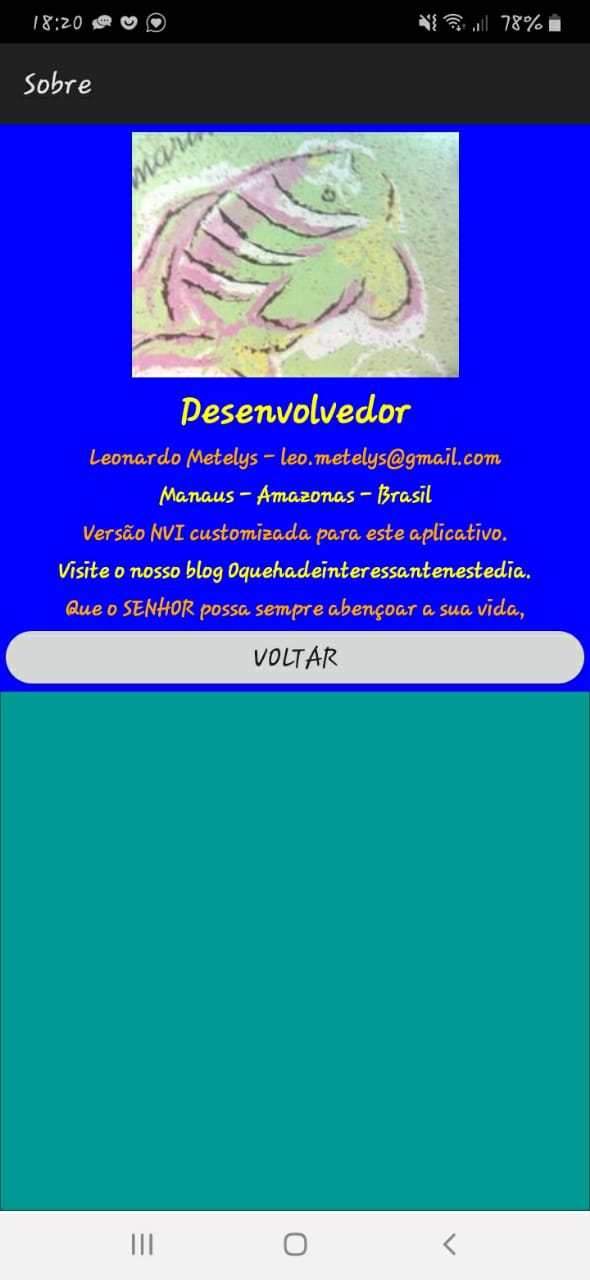 18:20
78%
Sobre
marin
Desenvolvedor
Leonardo Metelys - leo.metelys@gmail.com
Manaus - Amazonas - Brasil
Versão NVI customizada para este aplicativo.
Visite o nosso blog Oquehadeinteressantenestedia.
Que o SENHOR possa sempre abençoar a sua vida,
VOLTAR